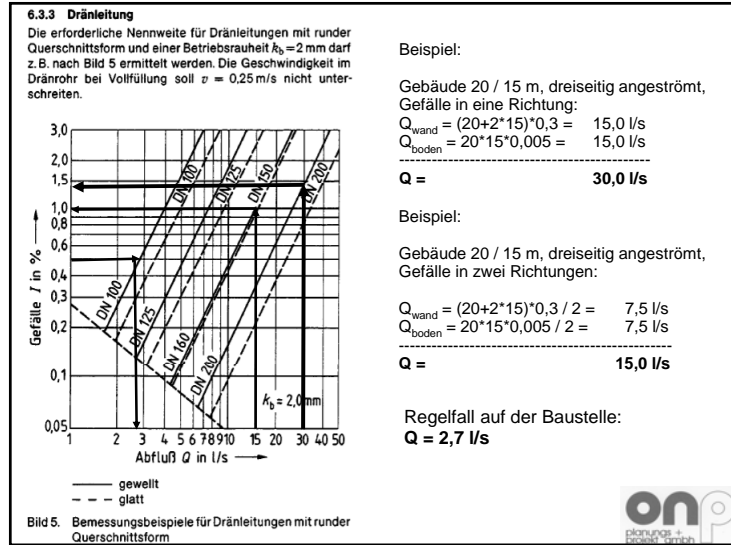 6.3.3 Dränleitung
Die erforderliche Nennweite für Dränleitungen mit runder
Querschnittsform und einer Betriebsrauheit kb=2 mm darf
z.B. nach Bild 5 ermittelt werden. Die Geschwindigkeit im
Dränrohr bei Vollfüllung soll v = 0,25 m/s nicht unter-
schreiten.
3,0
2,0
1,5
1,0
0,8
0,6
0,4
0,3
0,2
0,1
0,05
Gefälle I in %
DN 100
DN 125
DN 150
DN 200
DN 100
DN 125
DN 160
DN 200
kb = 2,0mm
1 2 3 4 5 6 7 8 9 10 15 20 30 40 50
Abfluß Q in l/s
gewellt
glatt
Bild 5. Bemessungsbeispiele für Dränleitungen mit runder
Querschnittsform
Beispiel:
Gebäude 20 / 15 m, dreiseitig angeströmt,
Gefälle in eine Richtung:
Qwand = (20+2*15)*0,3 = 15,0 l/s
Qboden = 20*15*0,005 = 15,0 l/s
Q = 30,0 l/s
Beispiel:
Gebäude 20 / 15 m, dreiseitig angeströmt,
Gefälle in zwei Richtungen:
Qwand = (20+2*15)*0,3 / 2 = 7,5 l/s
Qboden = 20*15*0,005 / 2 = 7,5 l/s
Q = 15,0 l/s
Regelfall auf der Baustelle:
Q = 2,7 l/s
onp
planungs +
projekt gmbh